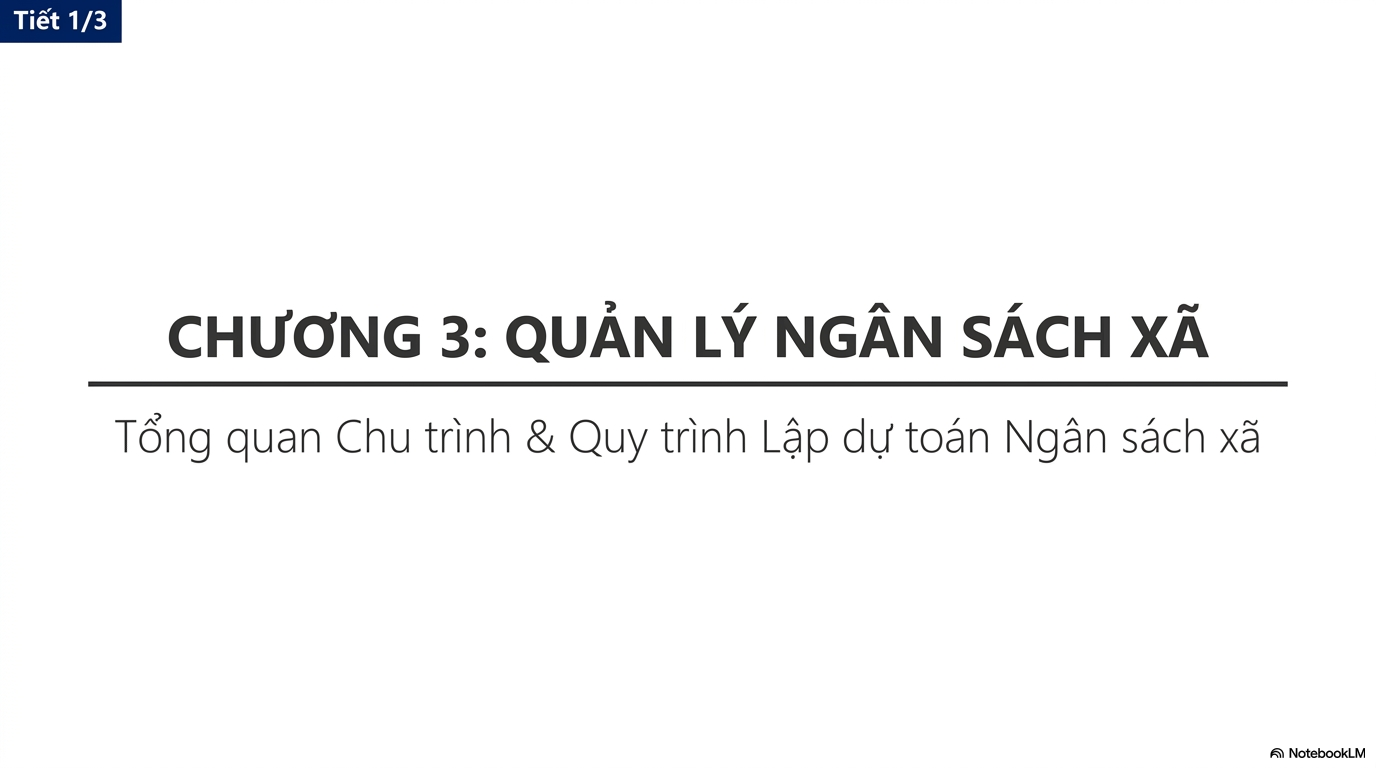 Tiết 1/3
CHƯƠNG 3: QUẢN LÝ NGÂN SÁCH XÃ
Tổng quan Chu trình & Quy trình Lập dự toán Ngân sách xã
NotebookLM